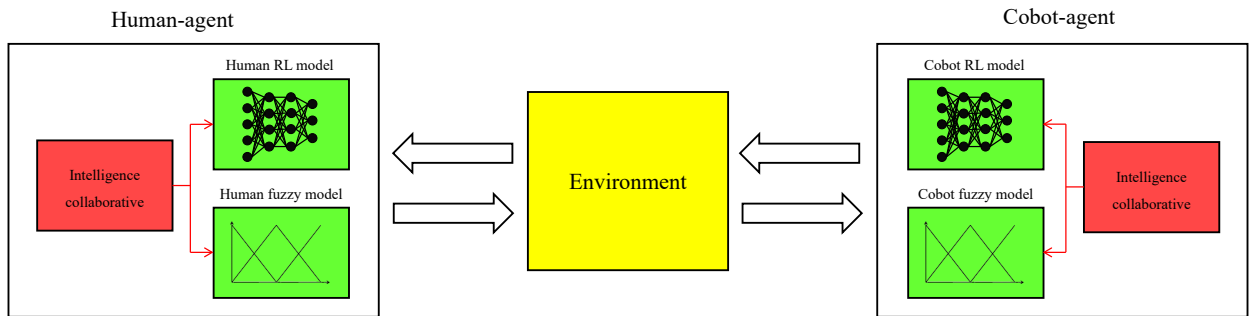 Human-agent
Human RL model
Intelligence
collaborative
Human fuzzy model
Environment
Cobot-agent
Cobot RL model
Cobot fuzzy model
Intelligence
collaborative